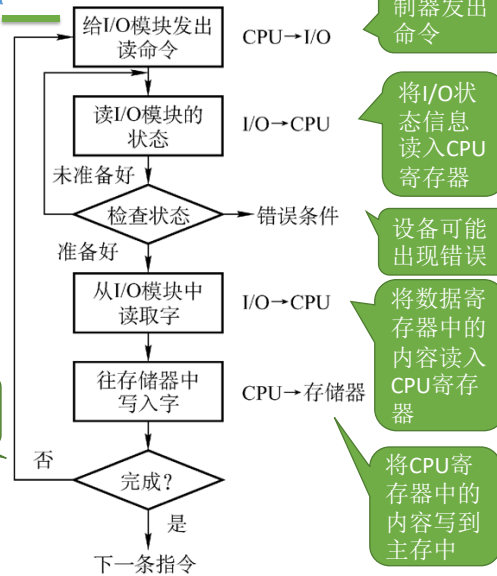 给I/O模块发出
读命令
CPU→I/O
制器发出
命令
读I/O模块的
状态
I/O→CPU
将I/O状
态信息
读入CPU
寄存器
未准备好
检查状态
错误条件
设备可能
出现错误
准备好
从I/O模块中
读取字
I/O→CPU
将数据寄
存器中的
内容读入
CPU寄存
器
往存储器中
写入字
CPU→存储器
否
完成?
将CPU寄
存器中的
内容写到
主存中
是
下一条指令